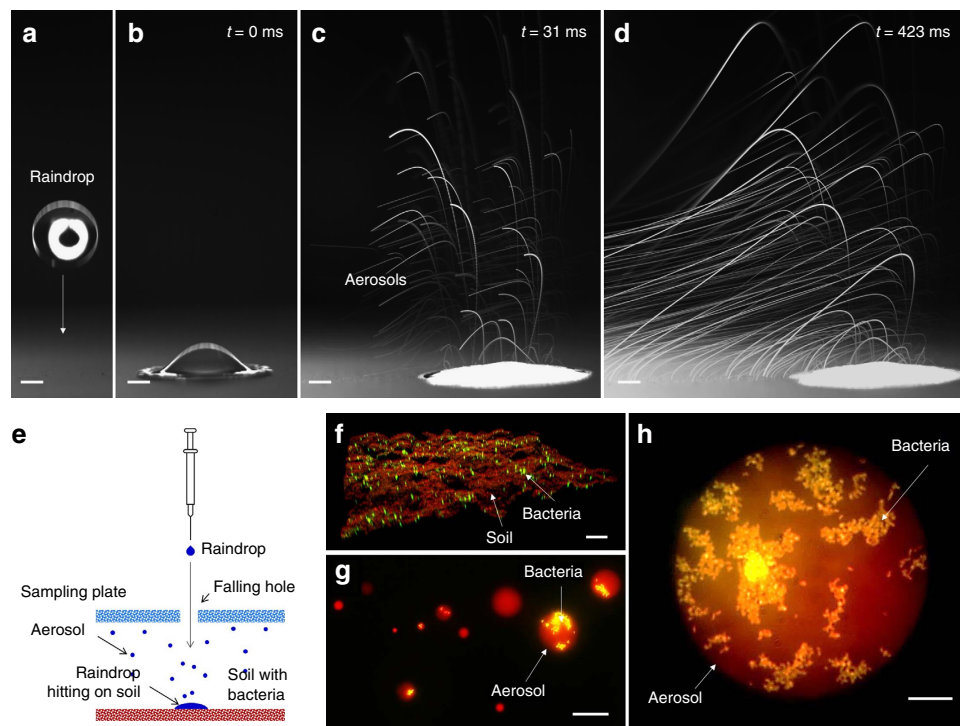 a
b
t = 0 ms
c
t = 31 ms
d
t = 423 ms
Raindrop
Aerosols
e
Raindrop
Sampling plate
Falling hole
Aerosol
Raindrop
hitting on soil
Soil with
bacteria
f
Bacteria
Soil
g
Bacteria
Aerosol
h
Bacteria
Aerosol